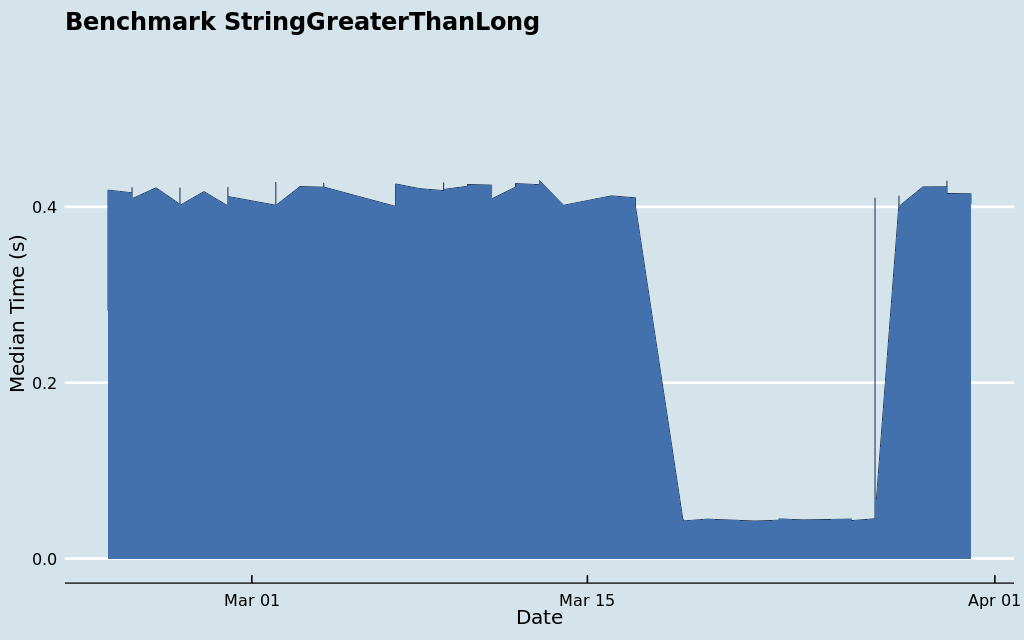 Benchmark StringGreaterThanLong
Median Time (s)
0.4
0.2
0.0
Mar 01
Mar 15
Apr 01
Date